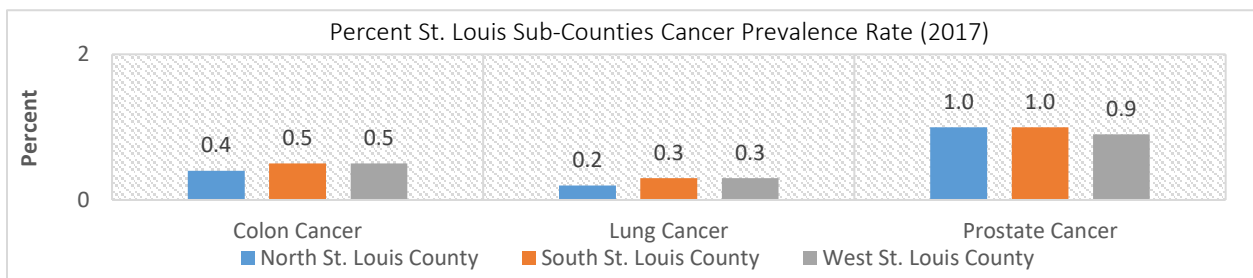 Percent St. Louis Sub-Counties Cancer Prevalence Rate (2017)
2
0
Percent
0.4
0.5
0.5
0.2
0.3
0.3
1.0
1.0
0.9
Colon Cancer
Lung Cancer
Prostate Cancer
North St. Louis County
South St. Louis County
West St. Louis County